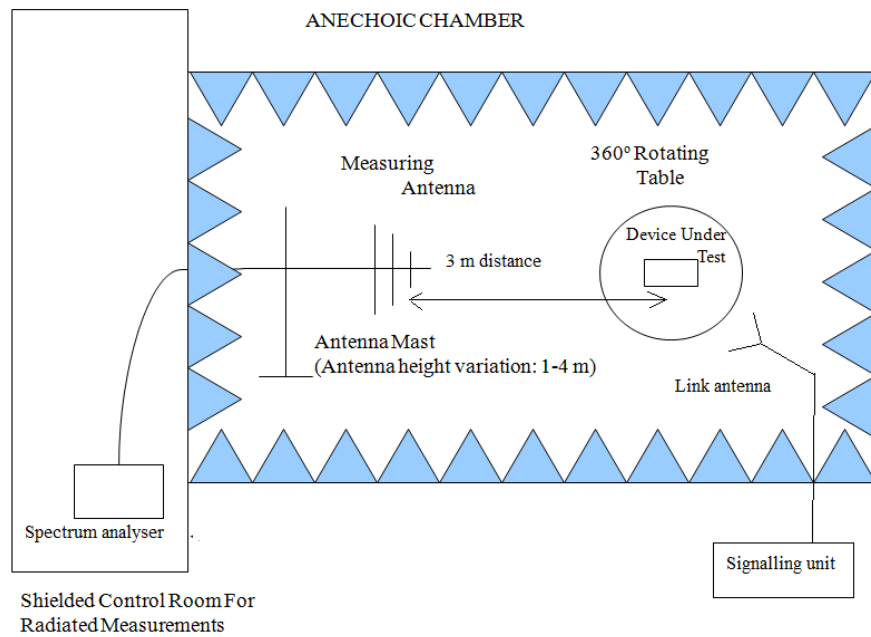 ANECHOIC CHAMBER
Measuring
Antenna
360º Rotating
Table
Device Under
Test
3 m distance
Antenna Mast
(Antenna height variation: 1-4 m)
Link antenna
Spectrum analyser
Signalling unit
Shielded Control Room For
Radiated Measurements